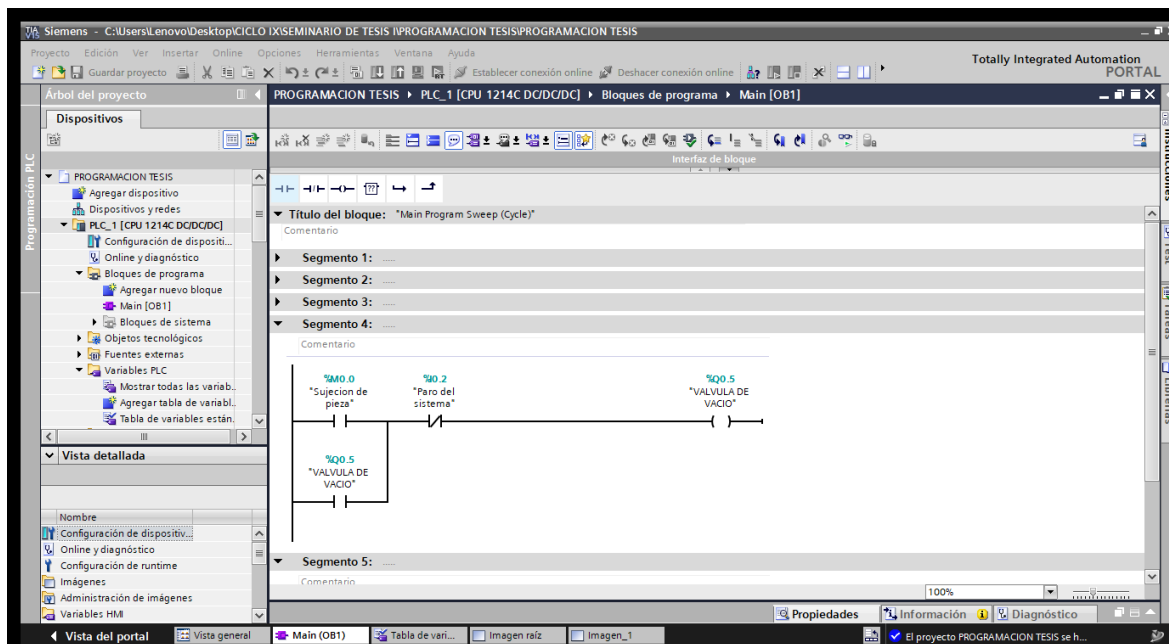 Siemens - C:\Users\Lenovo\Desktop\CICLO IX\SEMINARIO DE TESIS I\PROGRAMACION TESIS\PROGRAMACION TESIS
Proyecto Edición Ver Insertar Online Opciones Herramientas Ventana Ayuda
Totally Integrated Automation
PORTAL
Guardar proyecto
Establecer conexión online
Deshacer conexión online
Árbol del proyecto
PROGRAMACION TESIS PLC_1 [CPU 1214C DC/DC/DC] Bloques de programa Main [OB1]
Dispositivos
Interfaz de bloque
Programación PLC
PROGRAMACION TESIS
Agregar dispositivo
Dispositivos y redes
PLC_1 [CPU 1214C DC/DC/DC]
Configuración de dispositi...
Online y diagnóstico
Bloques de programa
Agregar nuevo bloque
Main [OB1]
Bloques de sistema
Objetos tecnológicos
Fuentes externas
Variables PLC
Mostrar todas las variab..
Agregar tabla de variabl..
Tabla de variables están.
Vista detallada
Nombre
Configuración de dispositiv...
Online y diagnóstico
Configuración de runtime
Imágenes
Administración de imágenes
Variables HMI
??
Título del bloque: "Main Program Sweep (Cycle)"
Comentario
Segmento 1: .....
Segmento 2: .....
Segmento 3: .....
Segmento 4: .....
Comentario
%M0.0
"Sujecion de
pieza"
%I0.2
"Paro del
sistema"
%Q0.5
"VALVULA DE
VACIO"
%Q0.5
"VALVULA DE
VACIO"
Segmento 5: .....
Comentario
100%
Propiedades
Información
Diagnóstico
Vista del portal
Vista general
Main (OB1)
Tabla de vari...
Imagen raíz
Imagen_1
El proyecto PROGRAMACION TESIS se h...